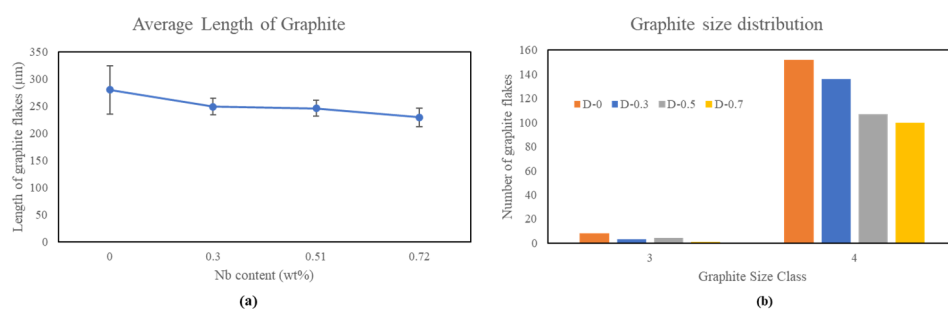 Average Length of Graphite
Length of graphite flakes (μm)
350
300
250
200
150
100
50
0
0 0.3 0.51 0.72
Nb content (wt%)
(a)
Graphite size distribution
Number of graphite flakes
160
140
120
100
80
60
40
20
0
D-0 D-0.3 D-0.5 D-0.7
3 4
Graphite Size Class
(b)